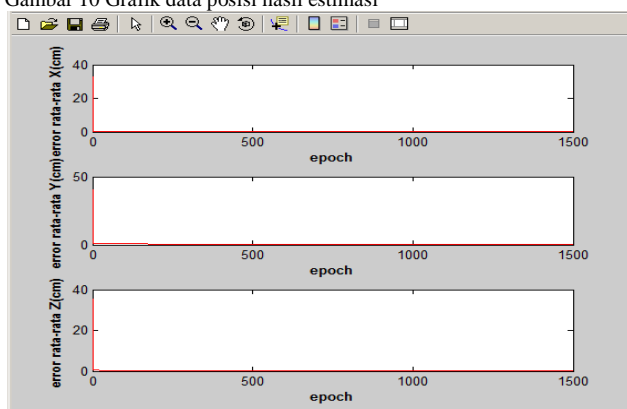 Gambar 10 Grafik data posisi hasil estimasi
error rata-rata X(cm)
40
20
0
0 500 1000 1500
epoch
error rata-rata Y(cm)
50
0
0 500 1000 1500
epoch
error rata-rata Z(cm)
40
20
0
0 500 1000 1500
epoch